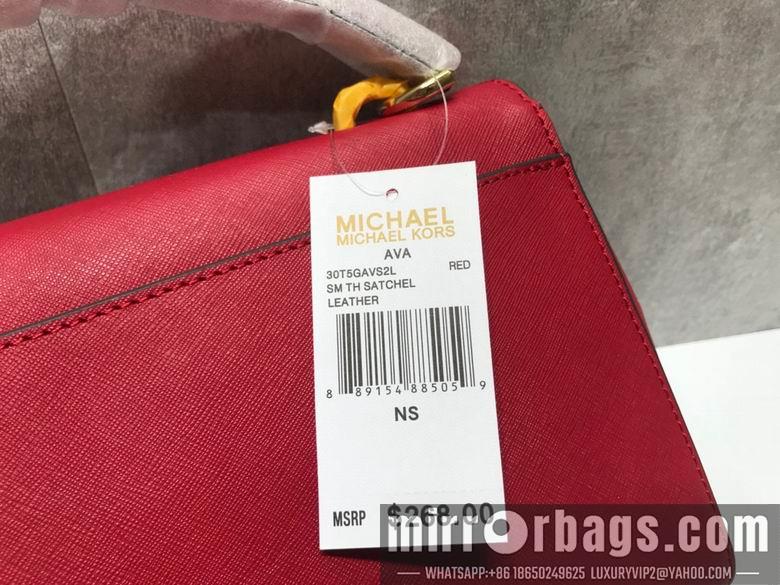 MICHAEL
MICHAEL KORS
AVA
30T5GAVS2L RED
SM TH SATCHEL
LEATHER
8 89154 88505 9
NS
MSRP $268.00
mirrorbags.com
WHATSAPP:+86 18650249625 LUXURYVIP2@YAHOO.COM